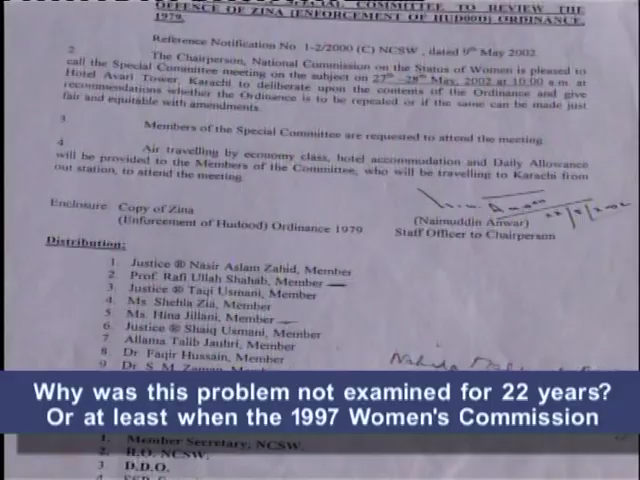 COMMITTEE TO REVIEW THE
DEFENCE OF ZINA (ENFORCEMENT OF HUDOOD) ORDINANCE,
1979.
Reference Notification No. 1-2/2000 (C) NCSW, dated 9th May 2002.
2 The Chairperson, National Commission on the Status of Women is pleased to
call the Special Committee meeting on the subject on 27th –28th May, 2002 at 10:00 a.m. at
Hotel Avari Tower, Karachi to deliberate upon the contents of the Ordinance and give
recommendations whether the Ordinance is to be repealed or if the same can be made just
fair and equitable with amendments.
3 Members of the Special Committee are requested to attend the meeting
4. Air travelling by economy class, hotel accommodation and Daily Allowance
will be provided to the Members of the Committee, who will be travelling to Karachi from
out station, to attend the meeting.
Enclosure: Copy of Zina
(Enforcement of Hudood) Ordinance 1979
(Naimuddin Anwar)
Staff Officer to Chairperson
Distribution:
1. Justice ® Nasir Aslam Zahid, Member
2 Prof. Rafi Ullah Shahab, Member
3. Justice ® Taqi Usmani, Member
4. Ms. Shehla Zia, Member
5 Ms. Hina Jillani, Member
6. Justice ® Shaiq Usmani, Member
7 Allama Talib Jauhri, Member
8 Dr Faqir Hussain, Member
9 Dr S.M Zaman, Member
Why was this problem not examined for 22 years?
Or at least when the 1997 Women's Commission
1. Member Secretary, NCSW.
2. NCSW.
3 D.D.O.
4